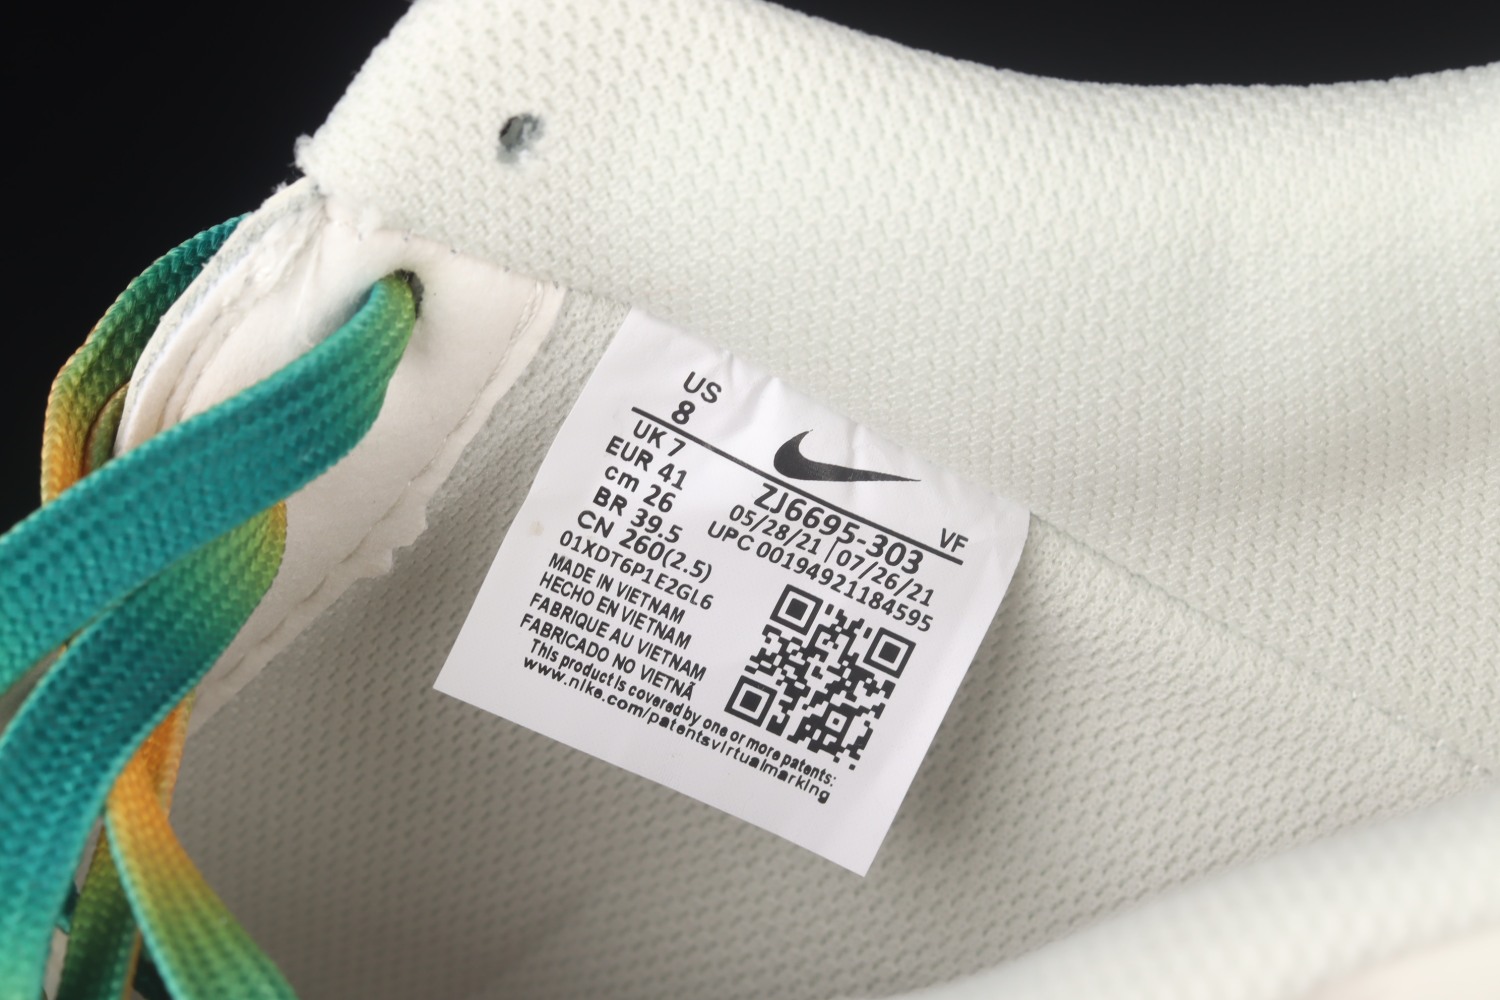 US
8
VF
UK 7
EUR 41
cm 26
BR 39.5
CN 260(2.5)
ZJ6695-303
05/28/21 07/26/21
UPC 00194921184595
01XDT6P1E2GL6
MADE IN VIETNAM
HECHO EN VIETNAM
FABRIQUE AU VIETNAM
FABRICADO NO VIETNÃ
This product is covered by one or more patents:
www.nike.com/patentsvirtualmarking